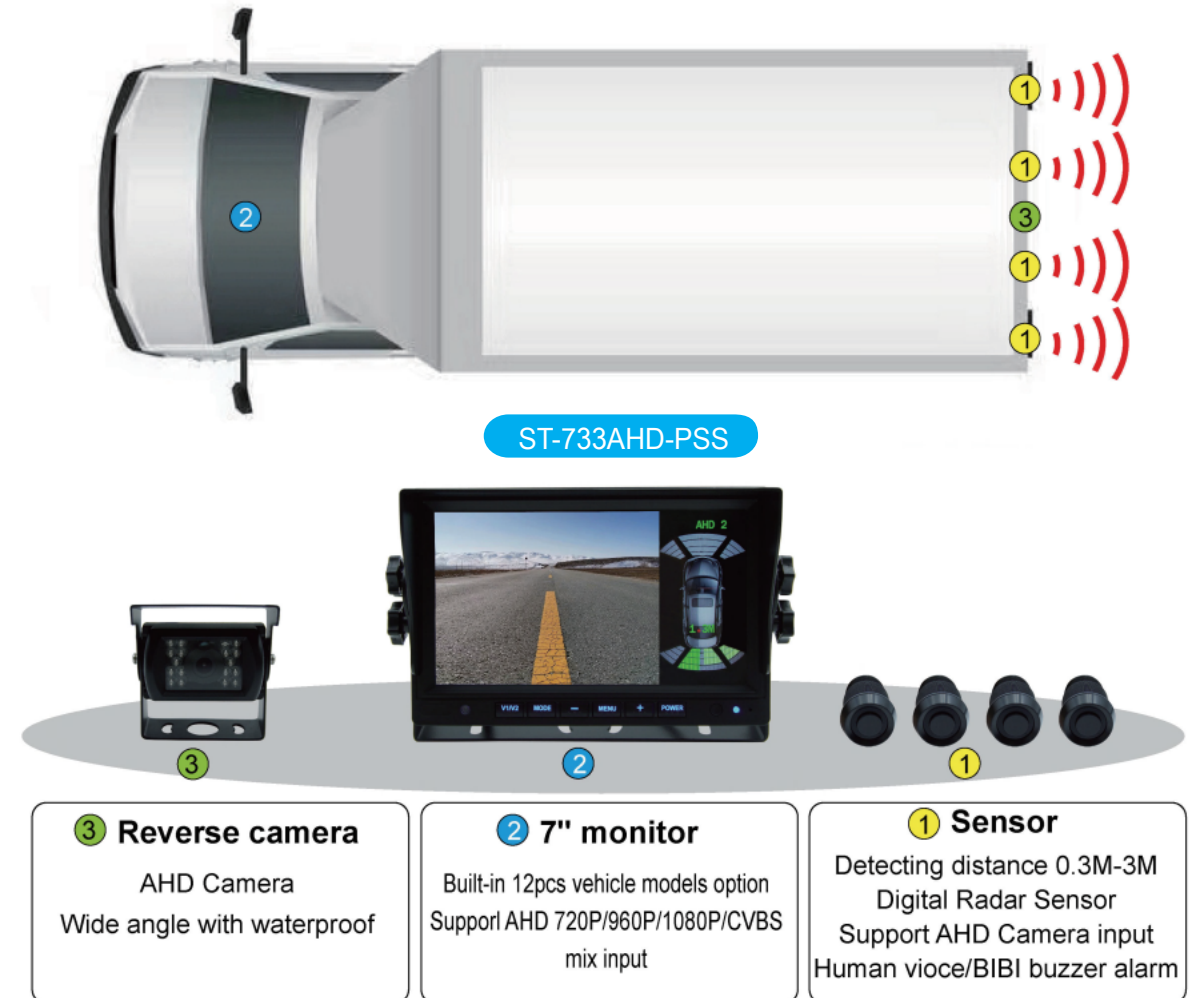 1
1
2
3
1
1
ST-733AHD-PSS
AHD 2
1.3M
V1/V2 MODE − MENU + POWER
3
2
1
3 Reverse camera
AHD Camera
Wide angle with waterproof
2 7" monitor
Built-in 12pcs vehicle models option
Supporl AHD 720P/960P/1080P/CVBS
mix input
1 Sensor
Detecting distance 0.3M-3M
Digital Radar Sensor
Support AHD Camera input
Human vioce/BIBI buzzer alarm